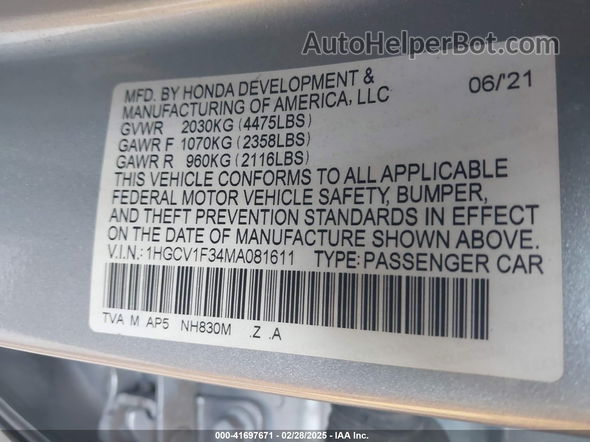 AutoHelperBot.com
MFD. BY HONDA DEVELOPMENT & 06/'21
MANUFACTURING OF AMERICA, LLC
GVWR 2030KG (4475LBS)
GAWR F 1070KG (2358LBS)
GAWR R 960KG (2116LBS)
THIS VEHICLE CONFORMS TO ALL APPLICABLE
FEDERAL MOTOR VEHICLE SAFETY, BUMPER,
AND THEFT PREVENTION STANDARDS IN EFFECT
ON THE DATE OF MANUFACTURE SHOWN ABOVE.
V.I.N.: 1HGCV1F34MA081611 TYPE: PASSENGER CAR
TVA M AP5 NH830M .Z .A
000-41697671 - 02/28/2025 - IAA Inc.